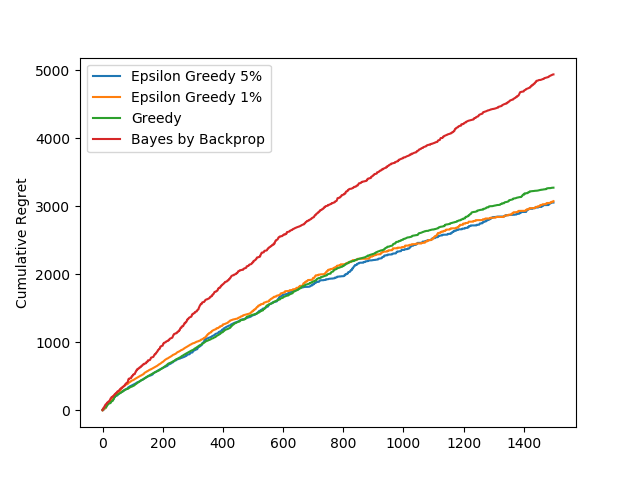 Epsilon Greedy 5%
Epsilon Greedy 1%
Greedy
Bayes by Backprop
Cumulative Regret
5000
4000
3000
2000
1000
0
0 200 400 600 800 1000 1200 1400